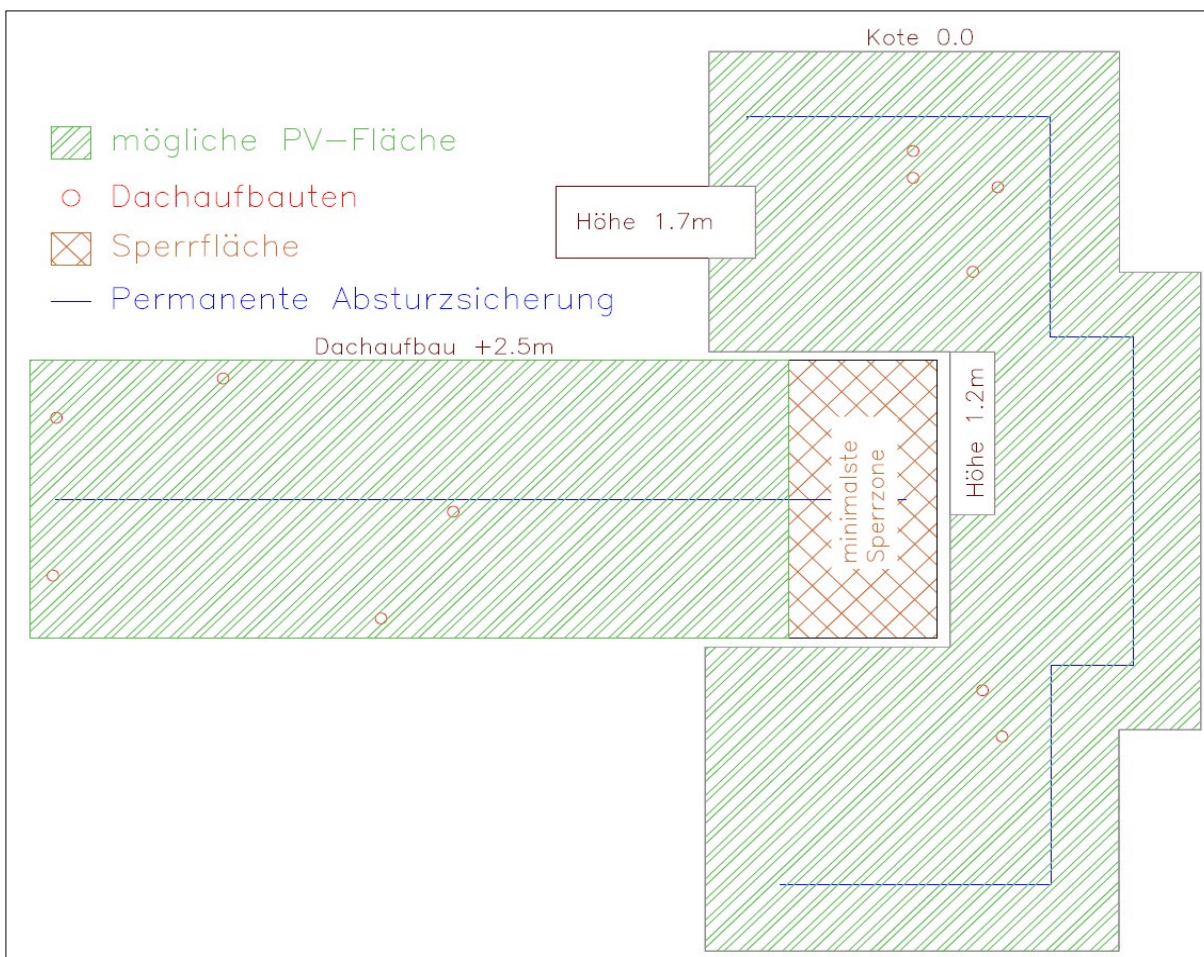 Kote 0.0
mögliche PV-Fläche
Dachaufbauten
Höhe 1.7m
Sperrfläche
Permanente Absturzsicherung
Dachaufbau +2.5m
minimalste
Sperrzone
Höhe 1.2m